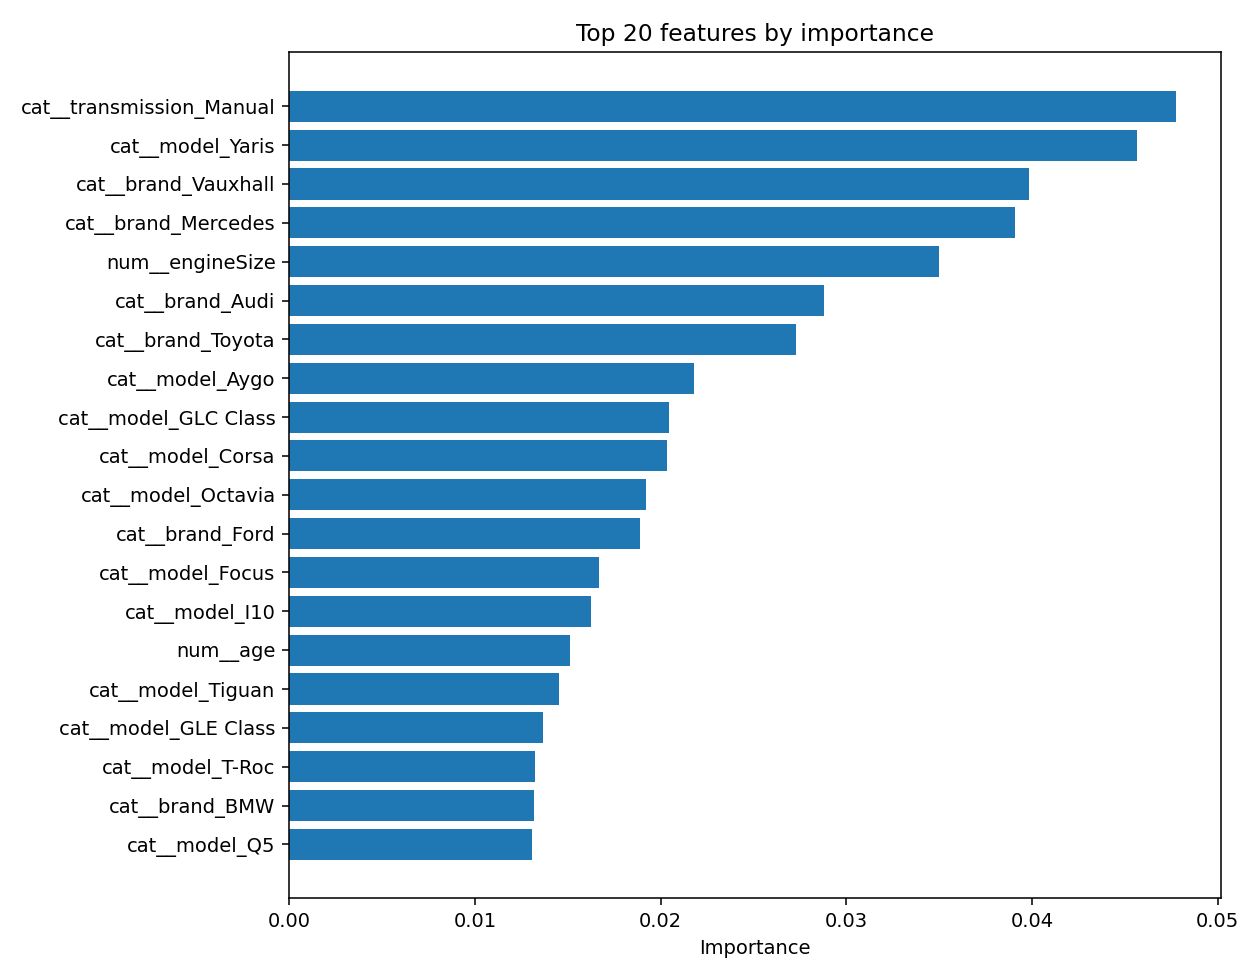 Top 20 features by importance
cat__transmission_Manual
cat__model_Yaris
cat__brand_Vauxhall
cat__brand_Mercedes
num__engineSize
cat__brand_Audi
cat__brand_Toyota
cat__model_Aygo
cat__model_GLC Class
cat__model_Corsa
cat__model_Octavia
cat__brand_Ford
cat__model_Focus
cat__model_I10
num__age
cat__model_Tiguan
cat__model_GLE Class
cat__model_T-Roc
cat__brand_BMW
cat__model_Q5
0.00 0.01 0.02 0.03 0.04 0.05
Importance